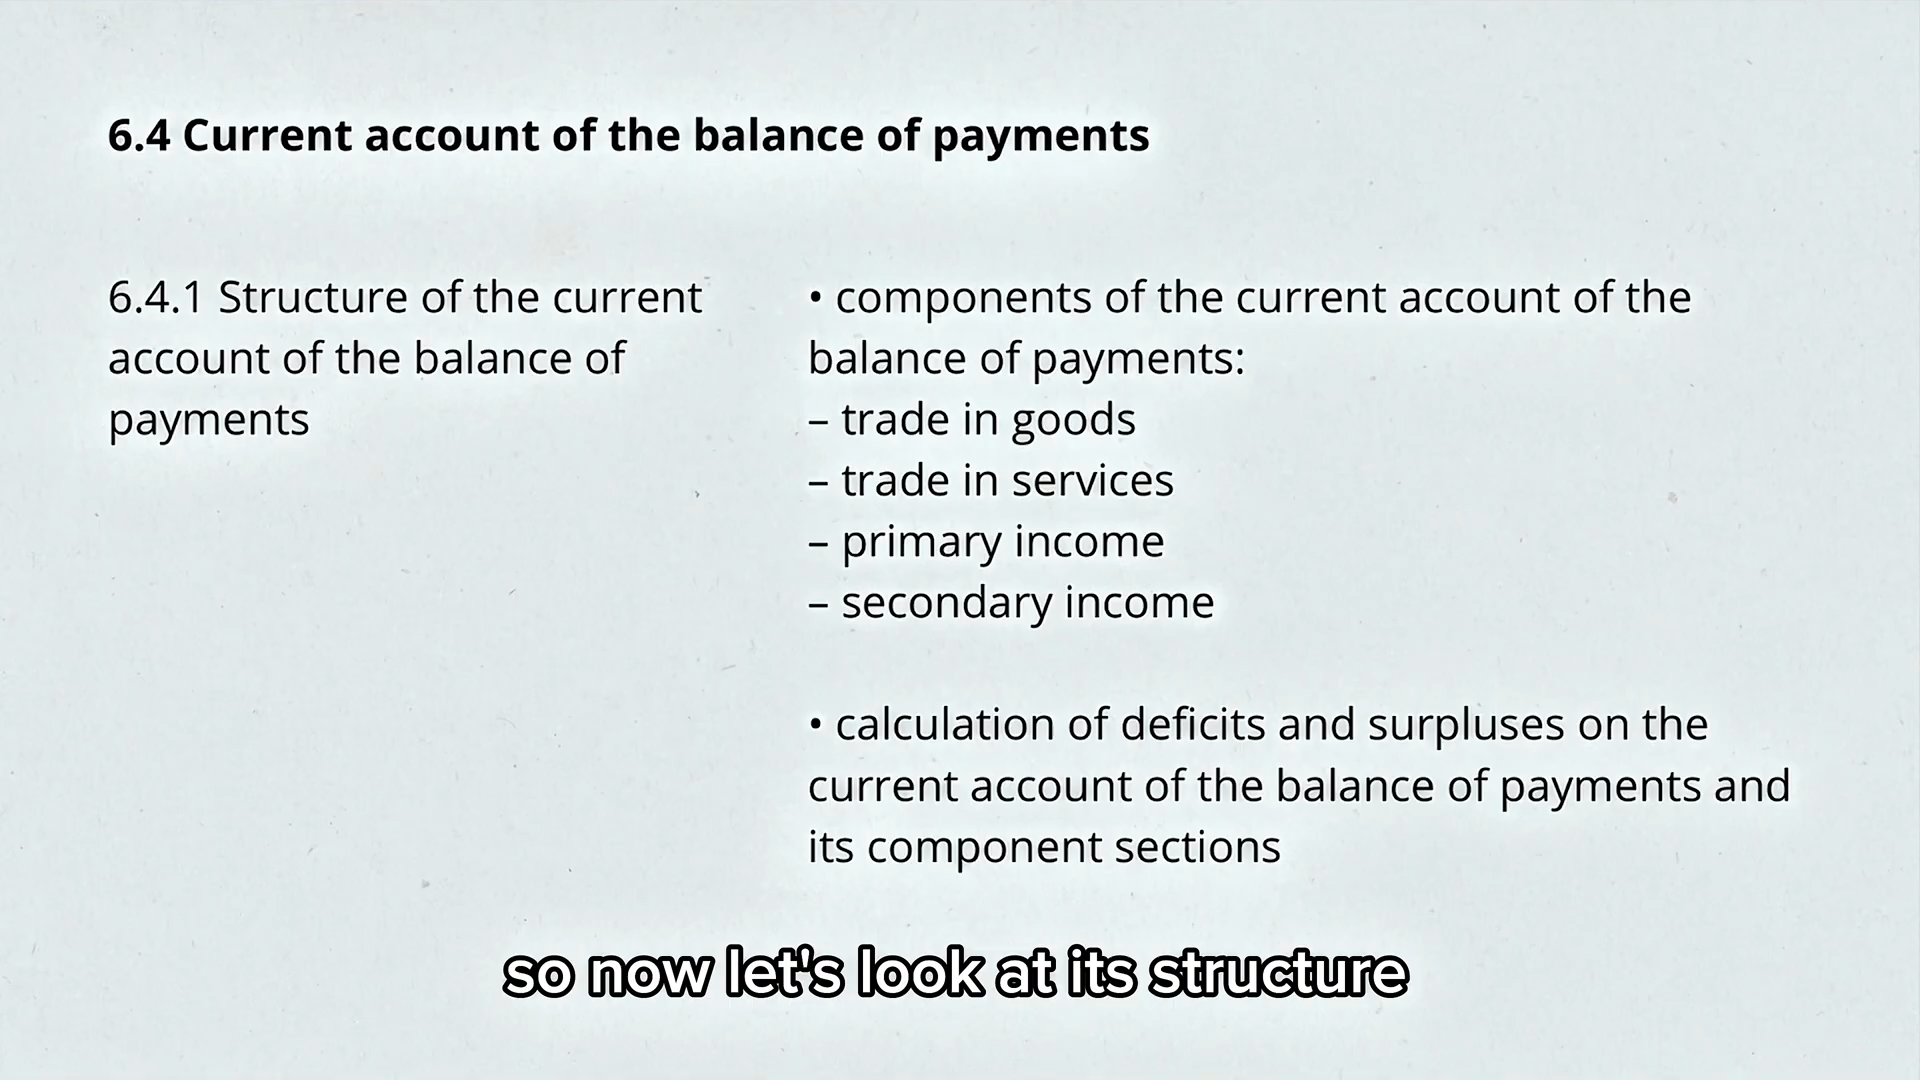 6.4 Current account of the balance of payments
6.4.1 Structure of the current
account of the balance of
payments
• components of the current account of the
balance of payments:
– trade in goods
– trade in services
– primary income
– secondary income
• calculation of deficits and surpluses on the
current account of the balance of payments and
its component sections
so now let's look at its structure